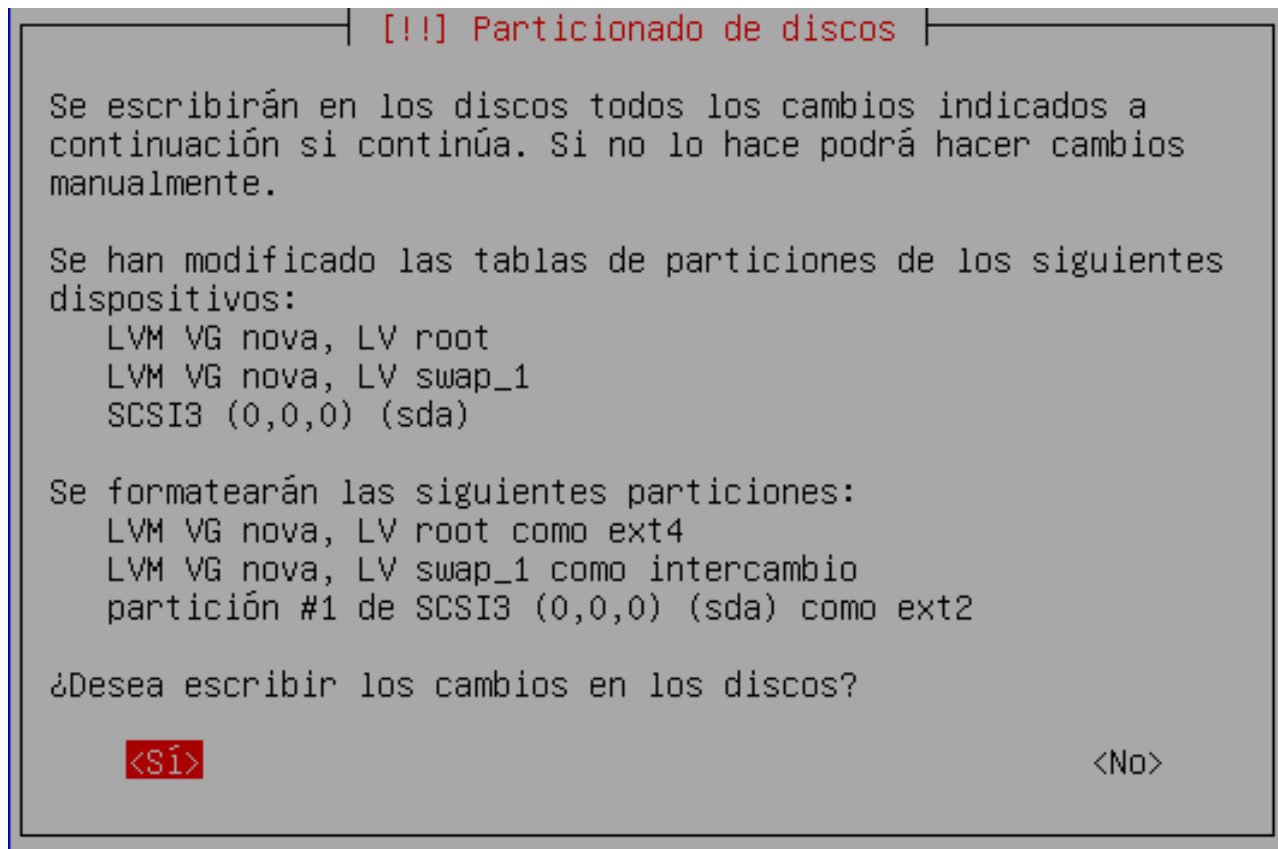 [!!] Particionado de discos
Se escribirán en los discos todos los cambios indicados a
continuación si continúa. Si no lo hace podrá hacer cambios
manualmente.
Se han modificado las tablas de particiones de los siguientes
dispositivos:
LVM VG nova, LV root
LVM VG nova, LV swap_1
SCSI3 (0,0,0) (sda)
Se formatearán las siguientes particiones:
LVM VG nova, LV root como ext4
LVM VG nova, LV swap_1 como intercambio
partición #1 de SCSI3 (0,0,0) (sda) como ext2
¿Desea escribir los cambios en los discos?
<Sí> <No>